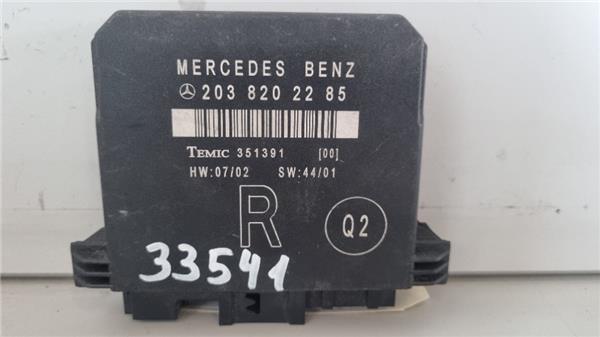 MERCEDES BENZ
203 820 22 85
TEMIC 351391 [00]
HW:07/02 SW:44/01
R
Q2
33541